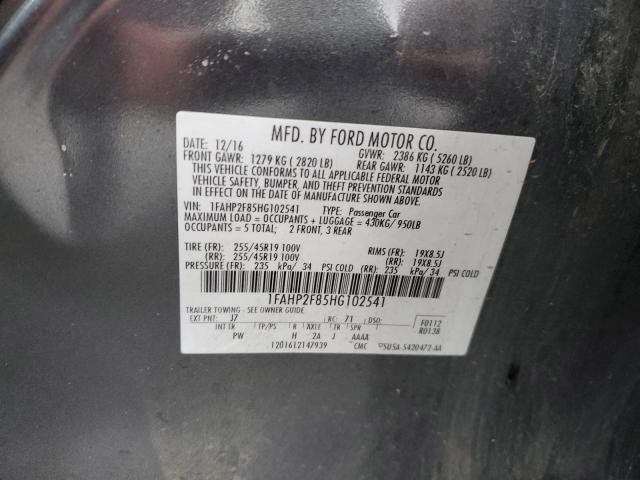 MFD. BY FORD MOTOR CO.
DATE: 12/16 GVWR: 2386 KG ( 5260 LB)
FRONT GAWR: 1279 KG ( 2820 LB) REAR GAWR: 1143 KG ( 2520 LB)
THIS VEHICLE CONFORMS TO ALL APPLICABLE FEDERAL MOTOR
VEHICLE SAFETY, BUMPER, AND THEFT PREVENTION STANDARDS
IN EFFECT ON THE DATE OF MANUFACTURE SHOWN ABOVE.
VIN: 1FAHP2F85HG102541 TYPE: Passenger Car
MAXIMUM LOAD = OCCUPANTS + LUGGAGE = 430KG/ 950LB
OCCUPANTS = 5 TOTAL; 2 FRONT, 3 REAR
TIRE (FR): 255/45R19 100V RIMS (FR): 19X8.5J
(RR): 255/45R19 100V (RR): 19X8.5J
PRESSURE (FR): 235 kPa/ 34 PSI COLD (RR): 235 kPa/ 34 PSI COLD
1FAHP2F85HG102541
TRAILER TOWING - SEE OWNER GUIDE
EXT PNT: J7 RC: 71 DSO: F0112
R0138
INT TR TP/PS R AXLE TR SPR
PW H 2A J AAAA
1201612147939 CMC 5U5A-5420472-AA